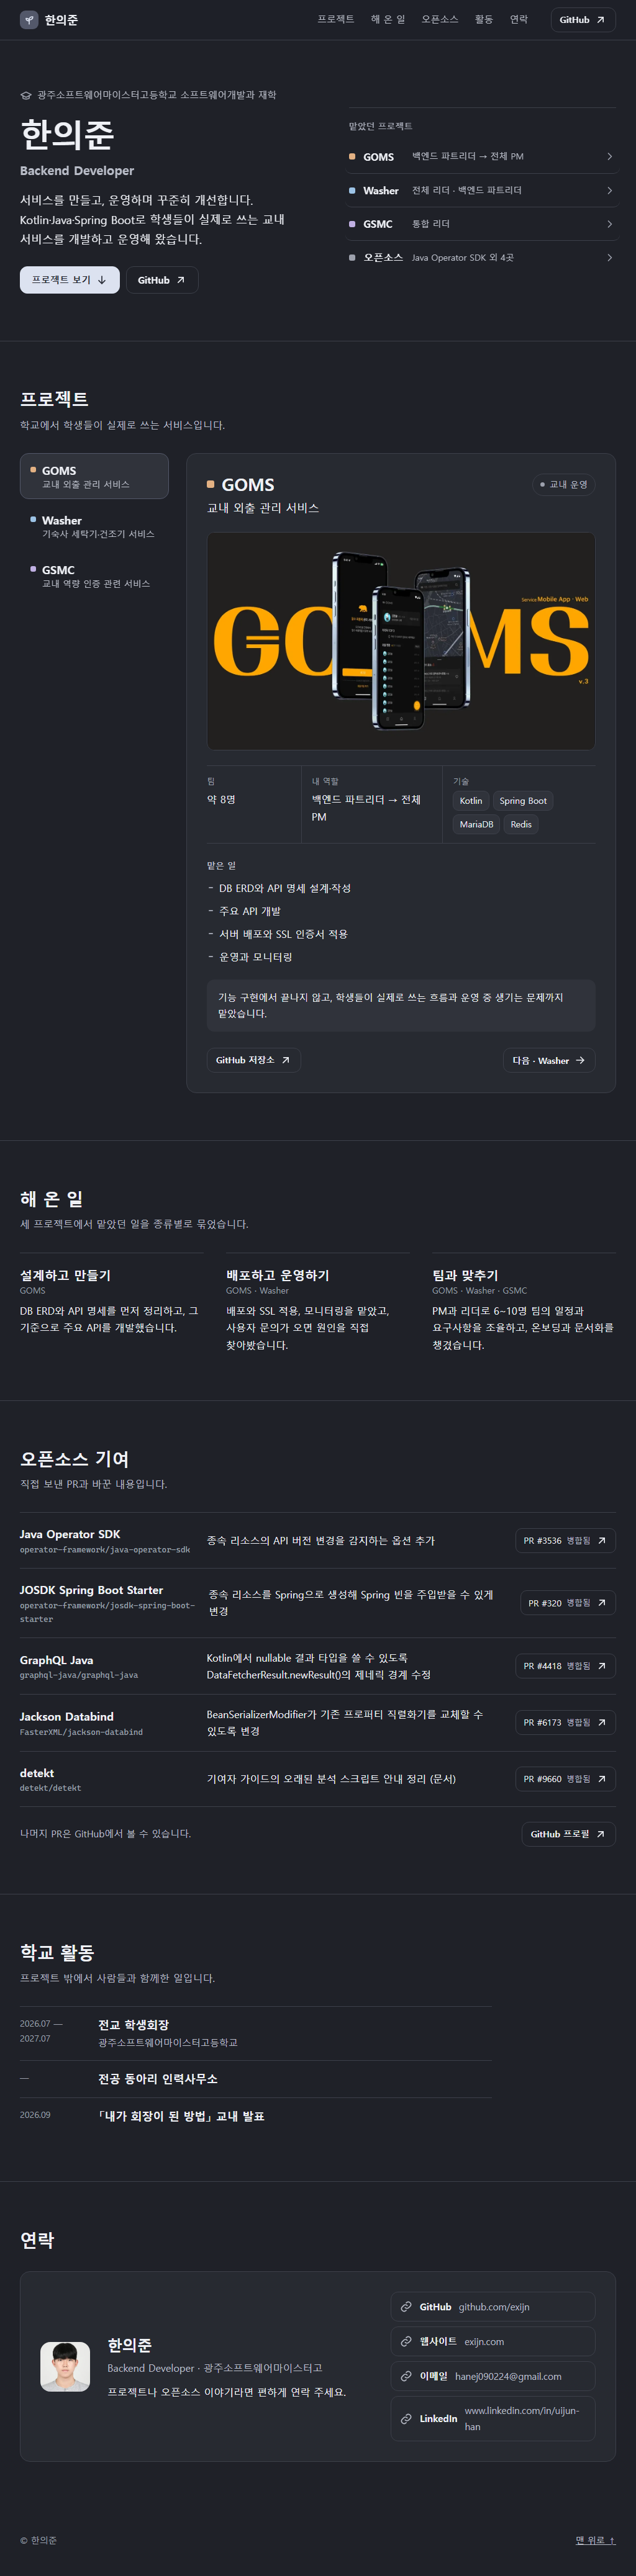 한의준
프로젝트 해 온 일 오픈소스 활동 연락 GitHub
광주소프트웨어마이스터고등학교 소프트웨어개발과 재학
한의준
Backend Developer
서비스를 만들고, 운영하며 꾸준히 개선합니다.
Kotlin·Java·Spring Boot로 학생들이 실제로 쓰는 교내
서비스를 개발하고 운영해 왔습니다.
프로젝트 보기 ↓ GitHub
맡았던 프로젝트
GOMS 백엔드 파트리더 → 전체 PM
Washer 전체 리더 · 백엔드 파트리더
GSMC 통합 리더
오픈소스 Java Operator SDK 외 4곳
프로젝트
학교에서 학생들이 실제로 쓰는 서비스입니다.
GOMS
교내 외출 관리 서비스
Washer
기숙사 세탁기·건조기 서비스
GSMC
교내 역량 인증 관련 서비스
GOMS
교내 운영
교내 외출 관리 서비스
Service Mobile App · Web
GOMS
v.3
팀
약 8명
내 역할
백엔드 파트리더 → 전체
PM
기술
Kotlin Spring Boot
MariaDB Redis
맡은 일
– DB ERD와 API 명세 설계·작성
– 주요 API 개발
– 서버 배포와 SSL 인증서 적용
– 운영과 모니터링
기능 구현에서 끝나지 않고, 학생들이 실제로 쓰는 흐름과 운영 중 생기는 문제까지
맡았습니다.
GitHub 저장소
다음 · Washer →
해 온 일
세 프로젝트에서 맡았던 일을 종류별로 묶었습니다.
설계하고 만들기
GOMS
DB ERD와 API 명세를 먼저 정리하고, 그
기준으로 주요 API를 개발했습니다.
배포하고 운영하기
GOMS · Washer
배포와 SSL 적용, 모니터링을 맡았고,
사용자 문의가 오면 원인을 직접
찾아봤습니다.
팀과 맞추기
GOMS · Washer · GSMC
PM과 리더로 6~10명 팀의 일정과
요구사항을 조율하고, 온보딩과 문서화를
챙겼습니다.
오픈소스 기여
직접 보낸 PR과 바꾼 내용입니다.
Java Operator SDK
operator-framework/java-operator-sdk
종속 리소스의 API 버전 변경을 감지하는 옵션 추가
PR #3536 병합됨
JOSDK Spring Boot Starter
operator-framework/josdk-spring-boot-
starter
종속 리소스를 Spring으로 생성해 Spring 빈을 주입받을 수 있게
변경
PR #320 병합됨
GraphQL Java
graphql-java/graphql-java
Kotlin에서 nullable 결과 타입을 쓸 수 있도록
DataFetcherResult.newResult()의 제네릭 경계 수정
PR #4418 병합됨
Jackson Databind
FasterXML/jackson-databind
BeanSerializerModifier가 기존 프로퍼티 직렬화기를 교체할 수
있도록 변경
PR #6173 병합됨
detekt
detekt/detekt
기여자 가이드의 오래된 분석 스크립트 안내 정리 (문서)
PR #9660 병합됨
나머지 PR은 GitHub에서 볼 수 있습니다.
GitHub 프로필
학교 활동
프로젝트 밖에서 사람들과 함께한 일입니다.
2026.07 —
2027.07
전교 학생회장
광주소프트웨어마이스터고등학교
—
전공 동아리 인력사무소
2026.09
「내가 회장이 된 방법」 교내 발표
연락
한의준
Backend Developer · 광주소프트웨어마이스터고
프로젝트나 오픈소스 이야기라면 편하게 연락 주세요.
GitHub github.com/exijn
웹사이트 exijn.com
이메일 hanej090224@gmail.com
LinkedIn www.linkedin.com/in/uijun-
han
© 한의준
맨 위로 ↑